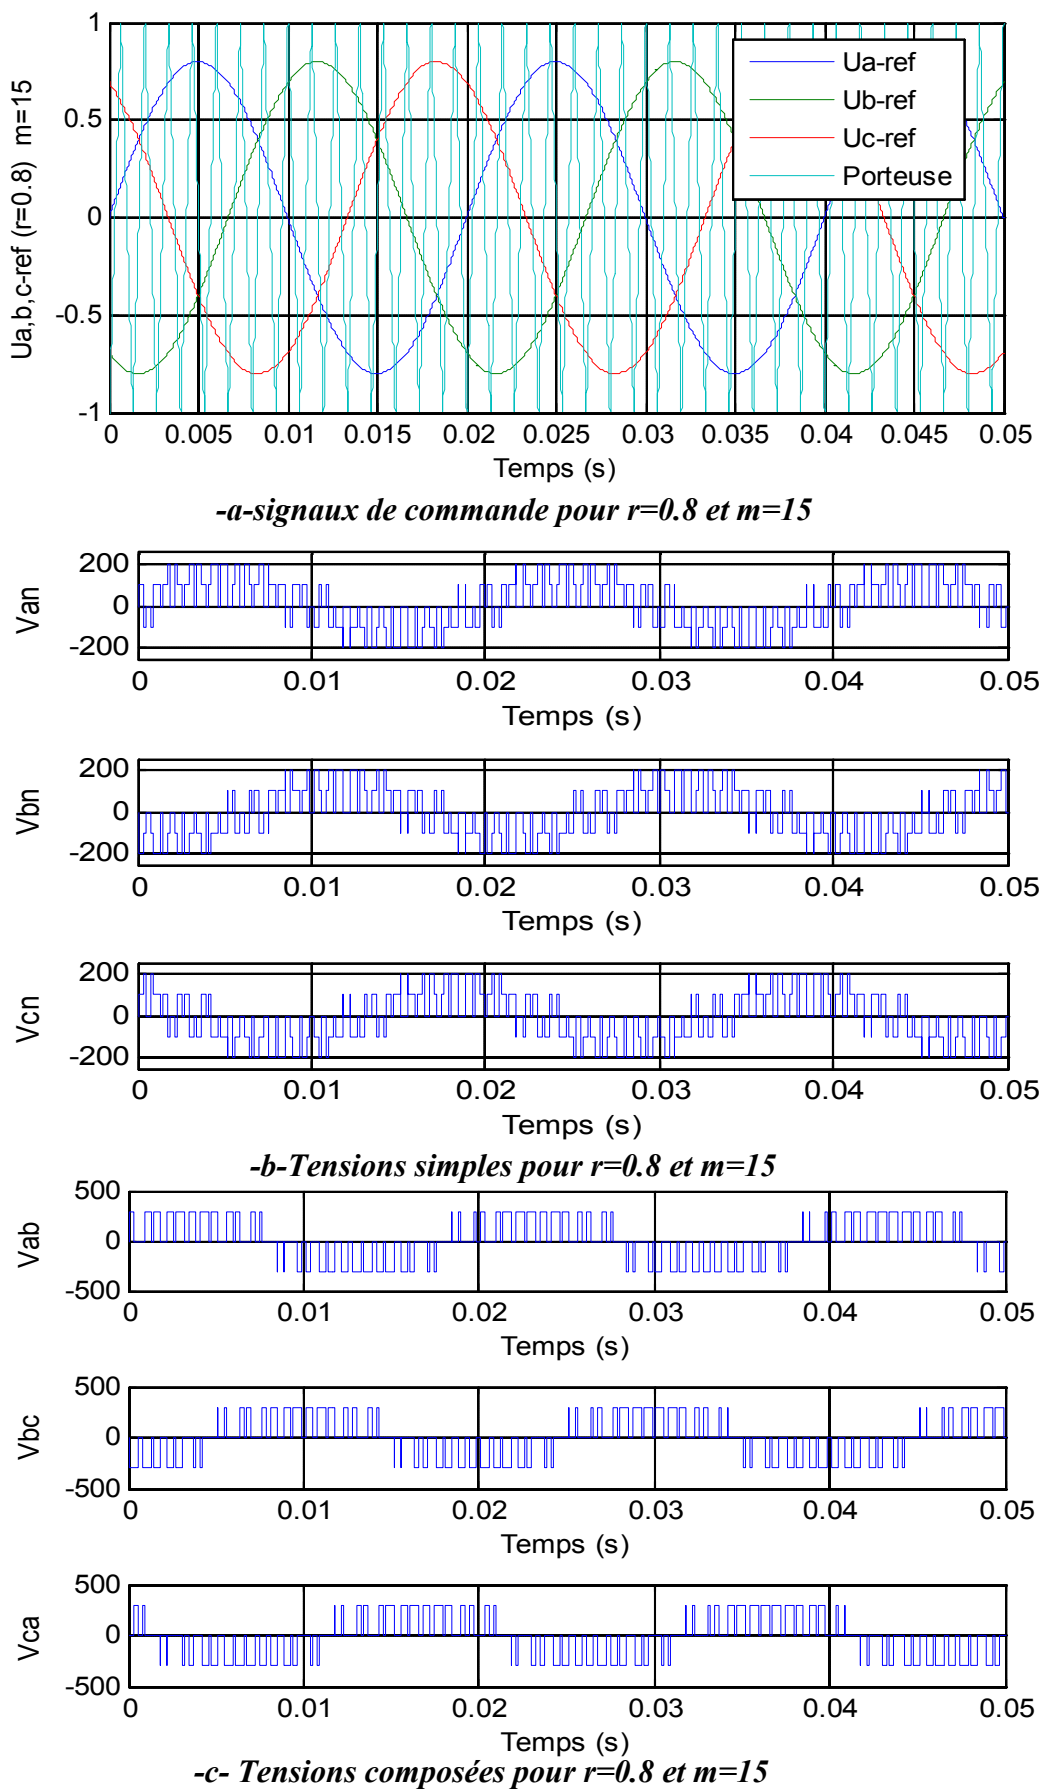 Ua,b,c-ref (r=0.8)  m=15
1
0.5
0
-0.5
-1
Ua-ref
Ub-ref
Uc-ref
Porteuse
0 0.005 0.01 0.015 0.02 0.025 0.03 0.035 0.04 0.045 0.05
Temps (s)
-a-signaux de commande pour r=0.8 et m=15
Van
200
0
-200
0 0.01 0.02 0.03 0.04 0.05
Temps (s)
Vbn
200
0
-200
0 0.01 0.02 0.03 0.04 0.05
Temps (s)
Vcn
200
0
-200
0 0.01 0.02 0.03 0.04 0.05
Temps (s)
-b-Tensions simples pour r=0.8 et m=15
Vab
500
0
-500
0 0.01 0.02 0.03 0.04 0.05
Temps (s)
Vbc
500
0
-500
0 0.01 0.02 0.03 0.04 0.05
Temps (s)
Vca
500
0
-500
0 0.01 0.02 0.03 0.04 0.05
Temps (s)
-c- Tensions composées pour r=0.8 et m=15